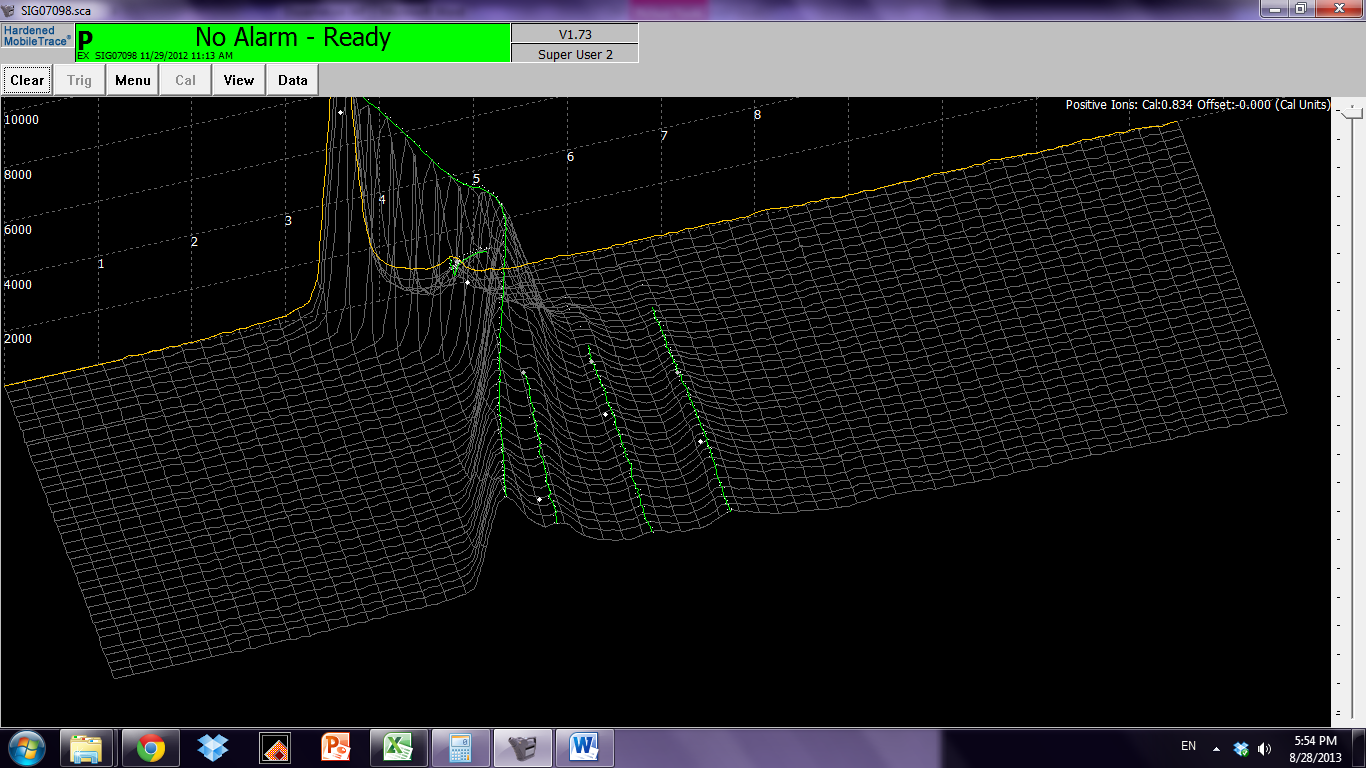 SIG07098.sca
Hardened
MobileTrace®
P
No Alarm - Ready
EX SIG07098 11/29/2012 11:13 AM
V1.73
Super User 2
Clear Trig Menu Cal View Data
Positive Ions: Cal:0.834 Offset:-0.000 (Cal Units)
10000
8000
6000
4000
2000
1
2
3
4
5
6
7
8
EN
5:54 PM
8/28/2013